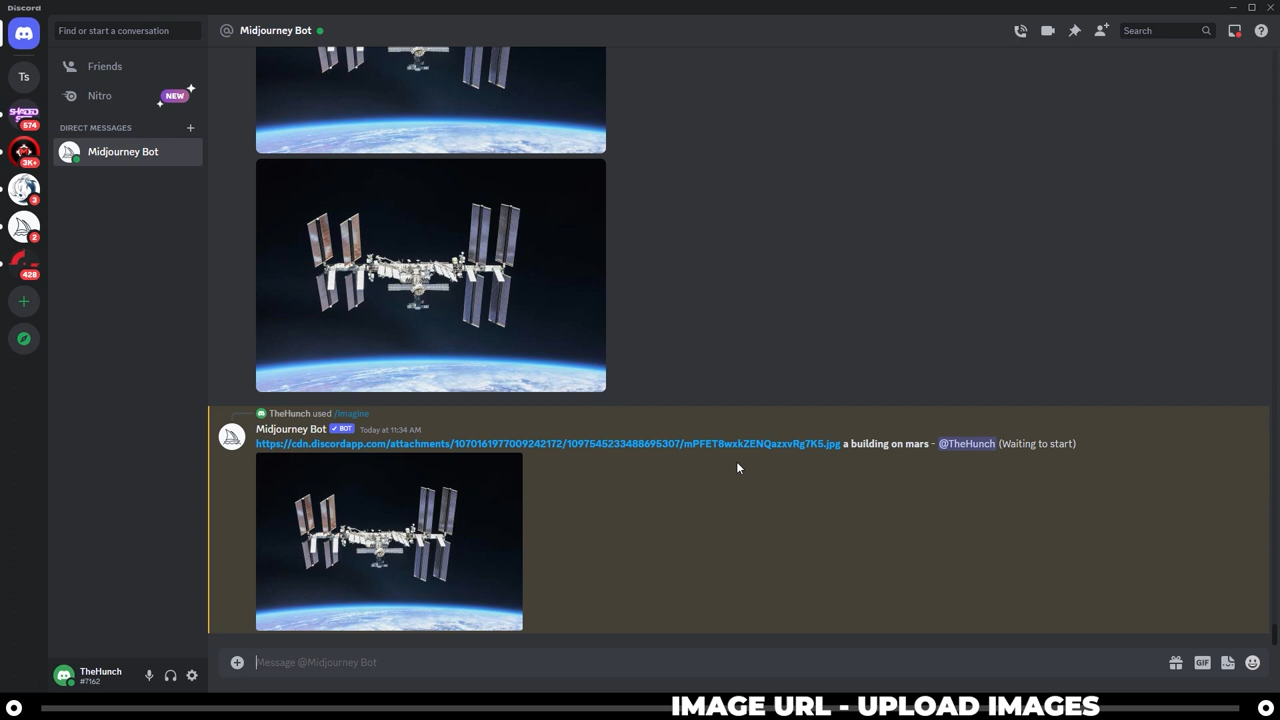 Discord
Find or start a conversation
Midjourney Bot
Search
Friends
Nitro
NEW
DIRECT MESSAGES
Midjourney Bot
Ts
SHADED
574
3K+
3
2
428
TheHunch used /imagine
Midjourney Bot ✓ BOT Today at 11:34 AM
https://cdn.discordapp.com/attachments/1070161977009242172/1097545233488695307/mPFET8wxkZENQazxvRg7K5.jpg a building on mars - @TheHunch (Waiting to start)
Message @Midjourney Bot
GIF
TheHunch
#7162
IMAGE URL - UPLOAD IMAGES